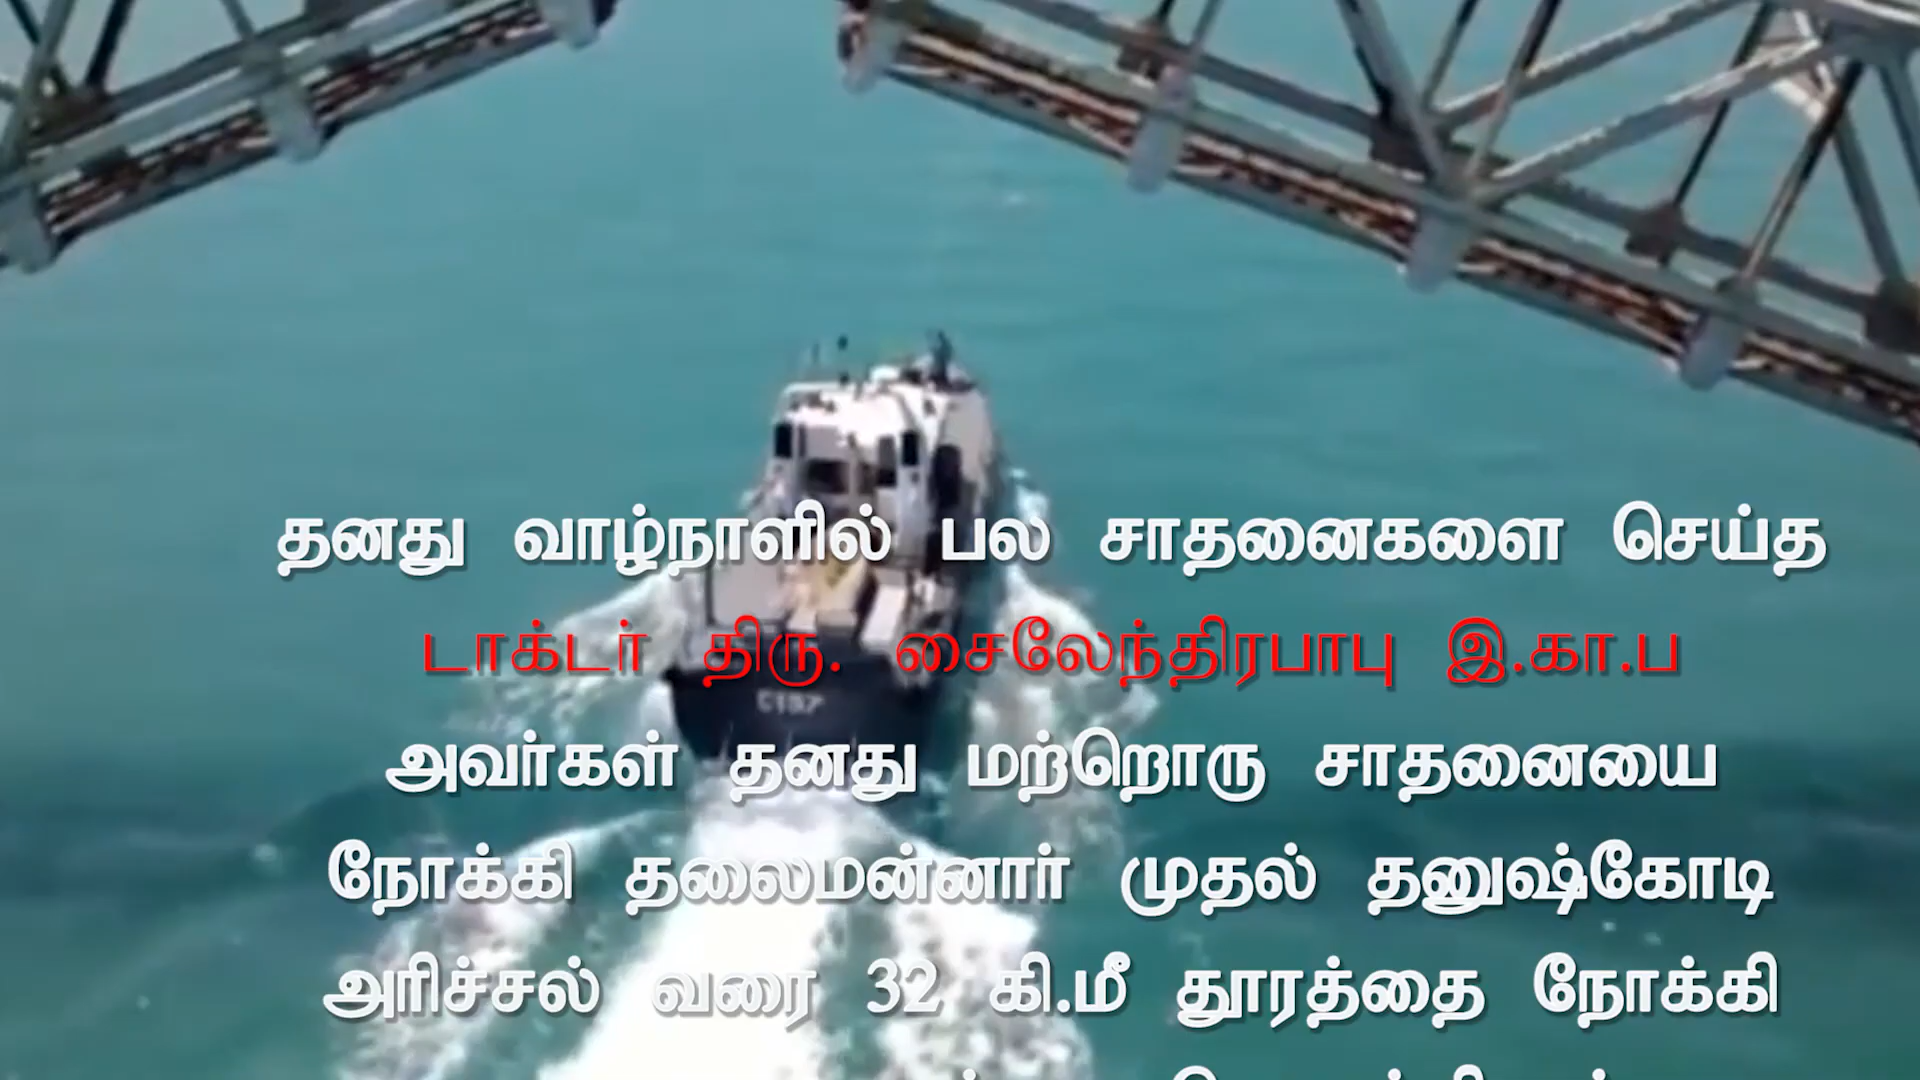 தனது வாழ்நாளில் பல சாதனைகளை செய்த
டாக்டர் திரு. சைலேந்திரபாபு இ.கா.ப
அவர்கள் தனது மற்றொரு சாதனையை
நோக்கி தலைமன்னார் முதல் தனுஷ்கோடி
அரிச்சல் வரை 32 கி.மீ தூரத்தை நோக்கி
C197